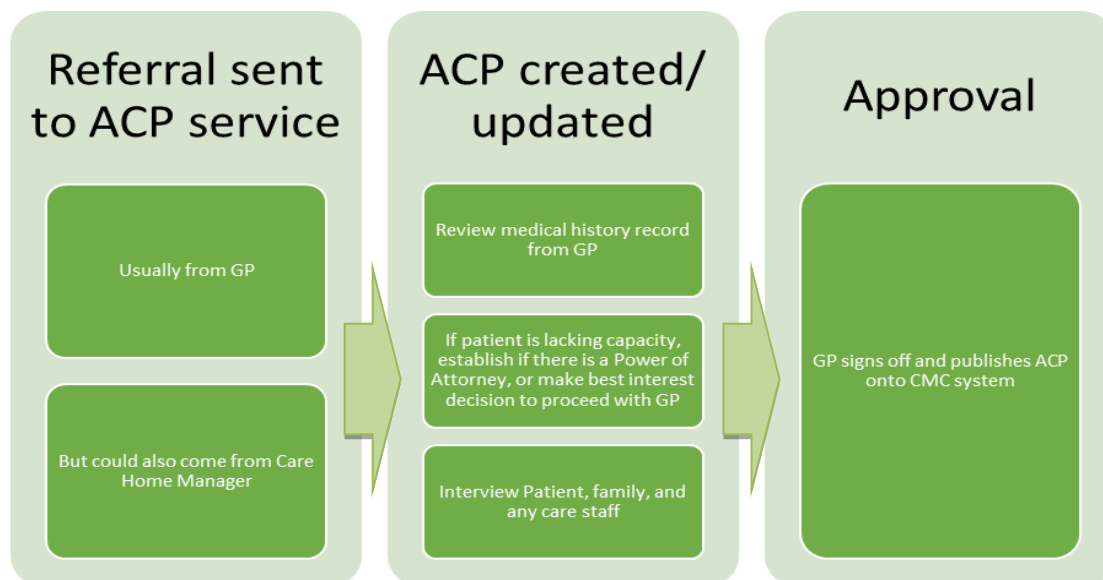 Referral sent
to ACP service
Usually from GP
But could also come from Care
Home Manager
ACP created/
updated
Review medical history record
from GP
If patient is lacking capacity,
establish if there is a Power of
Attorney, or make best interest
decision to proceed with GP
Interview Patient, family, and
any care staff
Approval
GP signs off and publishes ACP
onto CMC system